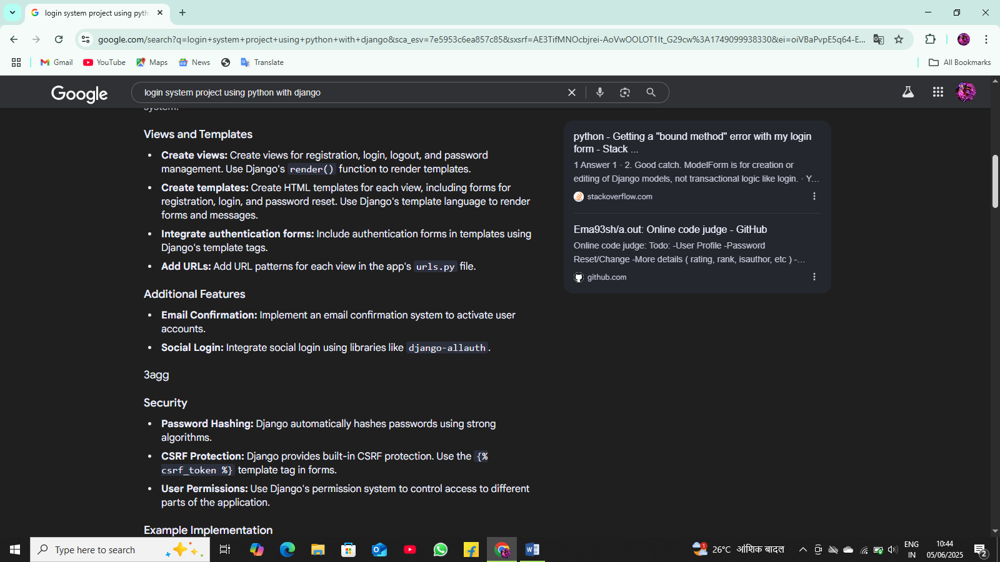 login system project using pyth
google.com/search?q=login+system+project+using+python+with+django&sca_esv=7e5953c6ea857c85&sxsrf=AE3TifMNOcbjrei-AoVwOOLOT1lt_G29cw%3A1749099938330&ei=oiVBaPvpE5q64-E...
Gmail YouTube Maps News Translate All Bookmarks
Google login system project using python with django
system.
Views and Templates
Create views: Create views for registration, login, logout, and password
management. Use Django's render() function to render templates.
Create templates: Create HTML templates for each view, including forms for
registration, login, and password reset. Use Django's template language to render
forms and messages.
Integrate authentication forms: Include authentication forms in templates using
Django's template tags.
Add URLs: Add URL patterns for each view in the app's urls.py file.
Additional Features
Email Confirmation: Implement an email confirmation system to activate user
accounts.
Social Login: Integrate social login using libraries like django-allauth.
3agg
Security
Password Hashing: Django automatically hashes passwords using strong
algorithms.
CSRF Protection: Django provides built-in CSRF protection. Use the {%
csrf_token %} template tag in forms.
User Permissions: Use Django's permission system to control access to different
parts of the application.
Example Implementation
python - Getting a "bound method" error with my login
form - Stack ...
1 Answer 1 · 2. Good catch. ModelForm is for creation or
editing of Django models, not transactional logic like login. · Y...
stackoverflow.com
Ema93sh/a.out: Online code judge - GitHub
Online code judge: Todo: -User Profile -Password
Reset/Change -More details ( rating, rank, isauthor, etc ) -...
github.com
Type here to search
1
26°C आंशिक बादल
ENG
IN
10:44
05/06/2025
2